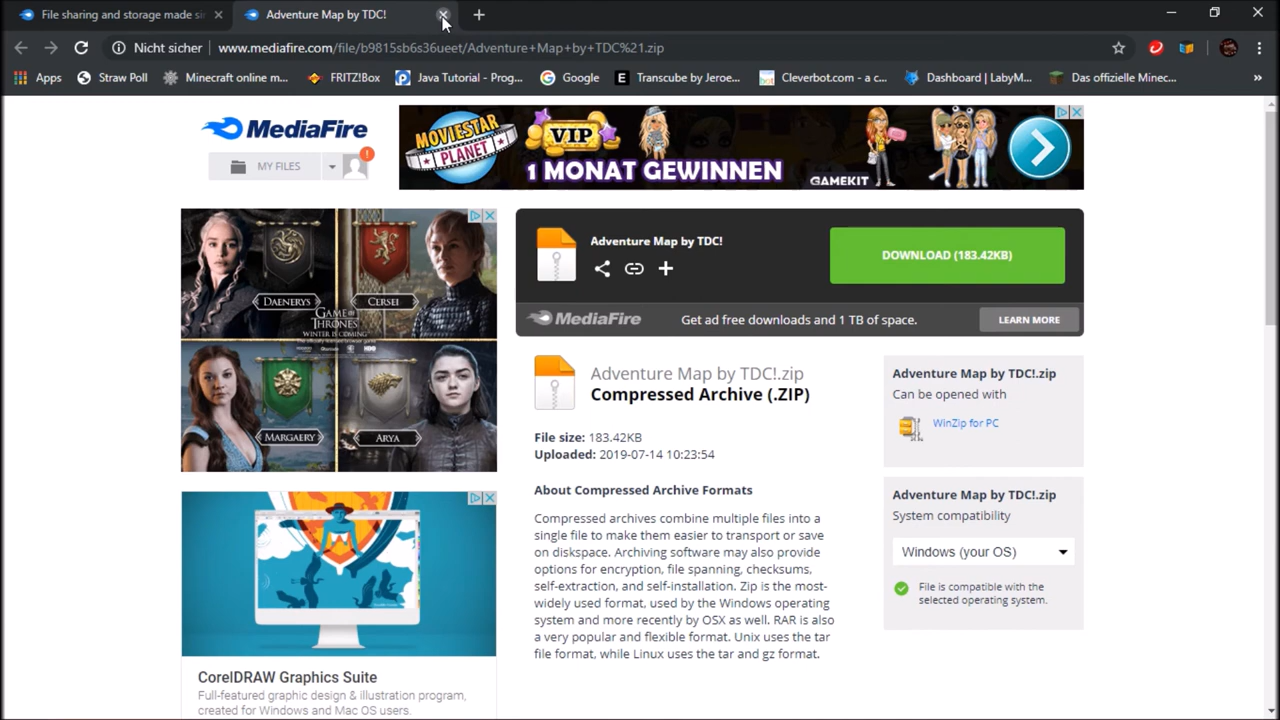 File sharing and storage made si
Adventure Map by TDC!
Nicht sicher
www.mediafire.com/file/b9815sb6s36ueet/Adventure+Map+by+TDC%21.zip
Apps
Straw Poll
Minecraft online m...
FRITZ!Box
Java Tutorial - Prog...
Google
Transcube by Jeroe...
Cleverbot.com - a c...
Dashboard | LabyM...
Das offizielle Minec...
»
MediaFire
MY FILES
MOVIESTAR
PLANET
VIP
1 MONAT GEWINNEN
GAMEKIT
DAENERYS
CERSEI
GAME OF
THRONES
WINTER IS COMING
MARGAERY
ARYA
Adventure Map by TDC!
DOWNLOAD (183.42KB)
MediaFire
Get ad free downloads and 1 TB of space.
LEARN MORE
Adventure Map by TDC!.zip
Compressed Archive (.ZIP)
File size: 183.42KB
Uploaded: 2019-07-14 10:23:54
About Compressed Archive Formats
Compressed archives combine multiple files into a
single file to make them easier to transport or save
on diskspace. Archiving software may also provide
options for encryption, file spanning, checksums,
self-extraction, and self-installation. Zip is the most-
widely used format, used by the Windows operating
system and more recently by OSX as well. RAR is also
a very popular and flexible format. Unix uses the tar
file format, while Linux uses the tar and gz format.
Adventure Map by TDC!.zip
Can be opened with
WinZip for PC
Adventure Map by TDC!.zip
System compatibility
Windows (your OS)
File is compatible with the
selected operating system.
CorelDRAW Graphics Suite
Full-featured graphic design & illustration program,
created for Windows and Mac OS users.